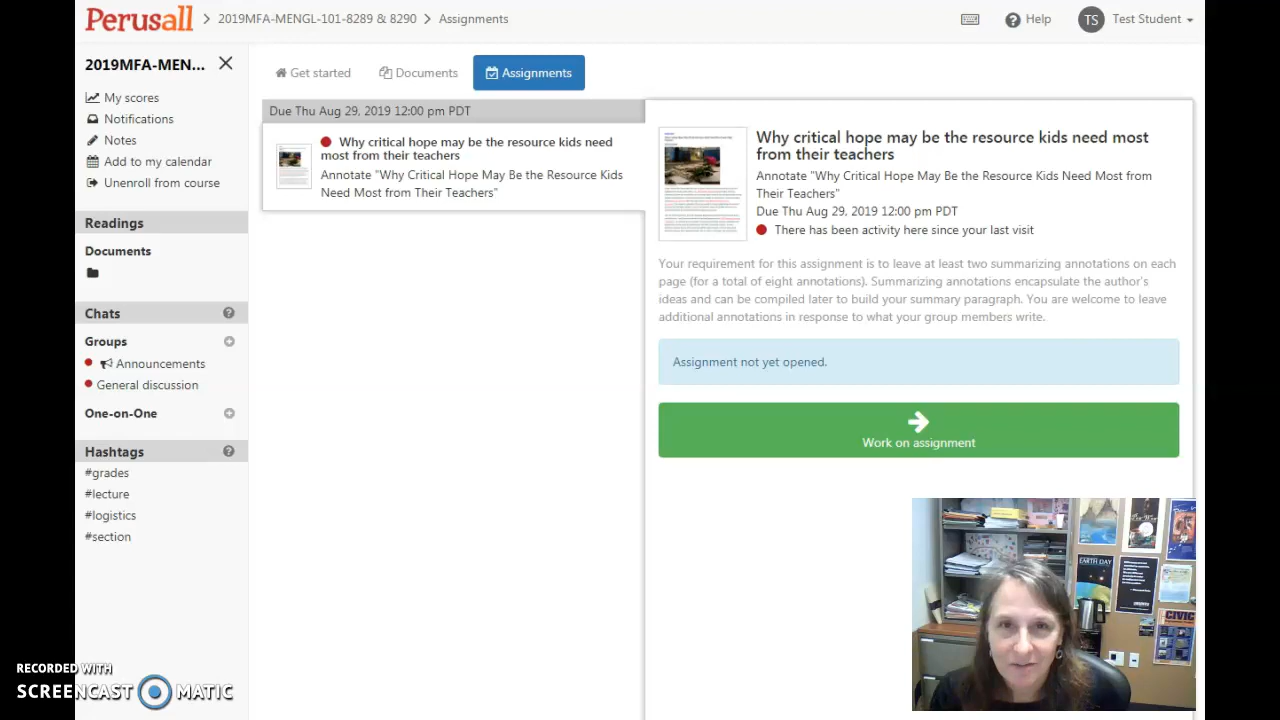 Perusall
2019MFA-MENGL-101-8289 & 8290
Assignments
Help
TS
Test Student
2019MFA-MEN...
My scores
Notifications
Notes
Add to my calendar
Unenroll from course
Readings
Documents
Chats
Groups
Announcements
General discussion
One-on-One
Hashtags
#grades
#lecture
#logistics
#section
Get started
Documents
Assignments
Due Thu Aug 29, 2019 12:00 pm PDT
Why critical hope may be the resource kids need
most from their teachers
Annotate "Why Critical Hope May Be the Resource Kids
Need Most from Their Teachers"
Why critical hope may be the resource kids need most
from their teachers
Annotate "Why Critical Hope May Be the Resource Kids Need Most from
Their Teachers"
Due Thu Aug 29, 2019 12:00 pm PDT
There has been activity here since your last visit
Your requirement for this assignment is to leave at least two summarizing annotations on each
page (for a total of eight annotations). Summarizing annotations encapsulate the author's
ideas and can be compiled later to build your summary paragraph. You are welcome to leave
additional annotations in response to what your group members write.
Assignment not yet opened.
Work on assignment
EARTH DAY
CIVIC
RECORDED WITH
SCREENCAST MATIC